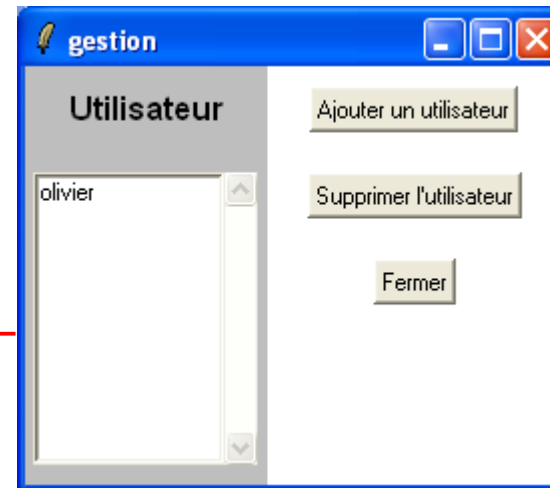 gestion
Utilisateur
Ajouter un utilisateur
olivier
Supprimer l'utilisateur
Fermer